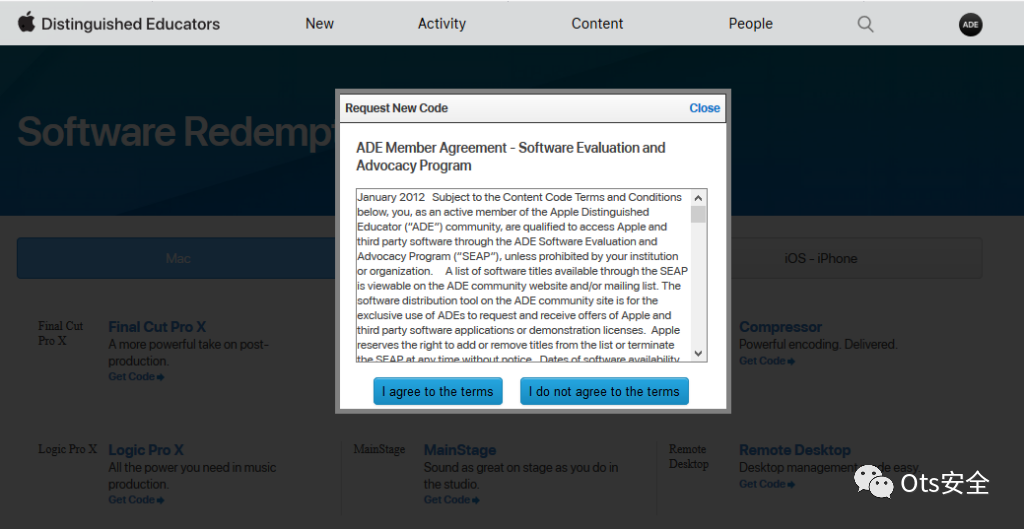 Distinguished Educators New Activity Content People ADE
Software Redempt
Request New Code Close
ADE Member Agreement - Software Evaluation and
Advocacy Program
January 2012 Subject to the Content Code Terms and Conditions
below, you, as an active member of the Apple Distinguished
Educator ("ADE") community, are qualified to access Apple and
third party software through the ADE Software Evaluation and
Advocacy Program ("SEAP"), unless prohibited by your institution
or organization. A list of software titles available through the SEAP
is viewable on the ADE community website and/or mailing list. The
software distribution tool on the ADE community site is for the
exclusive use of ADEs to request and receive offers of Apple and
third party software applications or demonstration licenses. Apple
reserves the right to add or remove titles from the list or terminate
the SEAP at any time without notice. Dates of software availability
I agree to the terms I do not agree to the terms
Mac iOS - iPhone
Final Cut
Pro X
Final Cut Pro X
A more powerful take on post-
production.
Get Code
Compressor
Powerful encoding. Delivered.
Get Code
Logic Pro X
Logic Pro X
All the power you need in music
production.
Get Code
MainStage
MainStage
Sound as great on stage as you do in
the studio.
Get Code
Remote
Desktop
Remote Desktop
Desktop management made easy.
Get Code
Ots安全